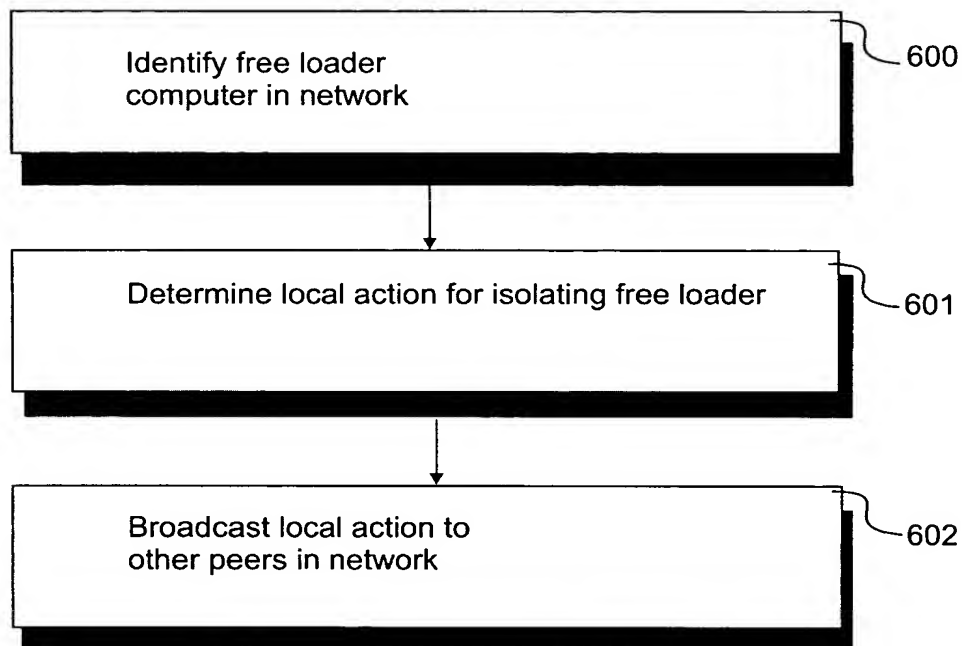 Identify free loader
computer in network
600
Determine local action for isolating free loader
601
Broadcast local action to
other peers in network
602